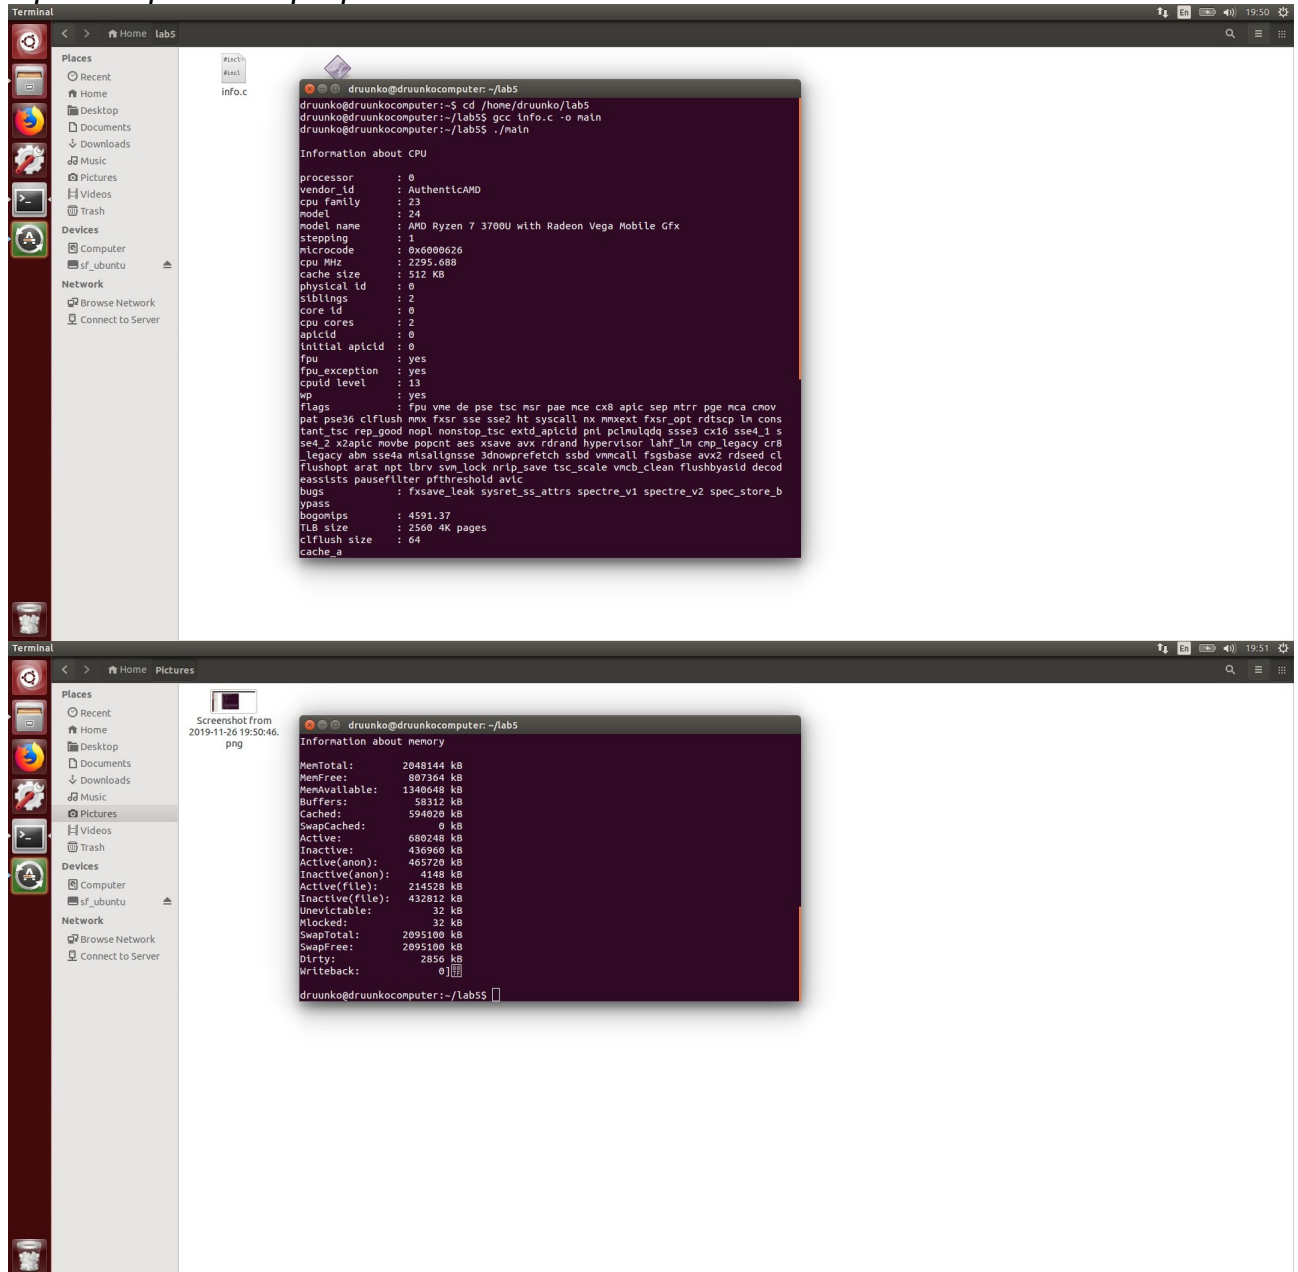 Terminal
En
19:50
Home lab5
Places
Recent
Home
Desktop
Documents
Downloads
Music
Pictures
Videos
Trash
Devices
Computer
sf_ubuntu
Network
Browse Network
Connect to Server
#incl
#incl
info.c
druunko@druunkocomputer: ~/lab5
druunko@druunkocomputer:~$ cd /home/druunko/lab5
druunko@druunkocomputer:~/lab5$ gcc info.c -o main
druunko@druunkocomputer:~/lab5$ ./main
Information about CPU
processor : 0
vendor_id : AuthenticAMD
cpu family : 23
model : 24
model name : AMD Ryzen 7 3700U with Radeon Vega Mobile Gfx
stepping : 1
microcode : 0x6000626
cpu MHz : 2295.688
cache size : 512 KB
physical id : 0
siblings : 2
core id : 0
cpu cores : 2
apicid : 0
initial apicid : 0
fpu : yes
fpu_exception : yes
cpuid level : 13
wp : yes
flags : fpu vme de pse tsc msr pae mce cx8 apic sep mtrr pge mca cmov
pat pse36 clflush mmx fxsr sse sse2 ht syscall nx mmxext fxsr_opt rdtscp lm cons
tant_tsc rep_good nopl nonstop_tsc extd_apicid pni pclmulqdq ssse3 cx16 sse4_1 s
se4_2 x2apic movbe popcnt aes xsave avx rdrand hypervisor lahf_lm cmp_legacy cr8
_legacy abm sse4a misalignsse 3dnowprefetch ssbd vmmcall fsgsbase avx2 rdseed cl
flushopt arat npt lbrv svm_lock nrip_save tsc_scale vmcb_clean flushbyasid decod
eassists pausefilter pfthreshold avic
bugs : fxsave_leak sysret_ss_attrs spectre_v1 spectre_v2 spec_store_b
ypass
bogomips : 4591.37
TLB size : 2560 4K pages
clflush size : 64
cache_a
Terminal
En
19:51
Home Pictures
Places
Recent
Home
Desktop
Documents
Downloads
Music
Pictures
Videos
Trash
Devices
Computer
sf_ubuntu
Network
Browse Network
Connect to Server
Screenshot from
2019-11-26 19:50:46.
png
druunko@druunkocomputer: ~/lab5
Information about memory
MemTotal: 2048144 kB
MemFree: 807364 kB
MemAvailable: 1340648 kB
Buffers: 58312 kB
Cached: 594020 kB
SwapCached: 0 kB
Active: 680248 kB
Inactive: 436960 kB
Active(anon): 465720 kB
Inactive(anon): 4148 kB
Active(file): 214528 kB
Inactive(file): 432812 kB
Unevictable: 32 kB
Mlocked: 32 kB
SwapTotal: 2095100 kB
SwapFree: 2095100 kB
Dirty: 2856 kB
Writeback: 0]
druunko@druunkocomputer:~/lab5$